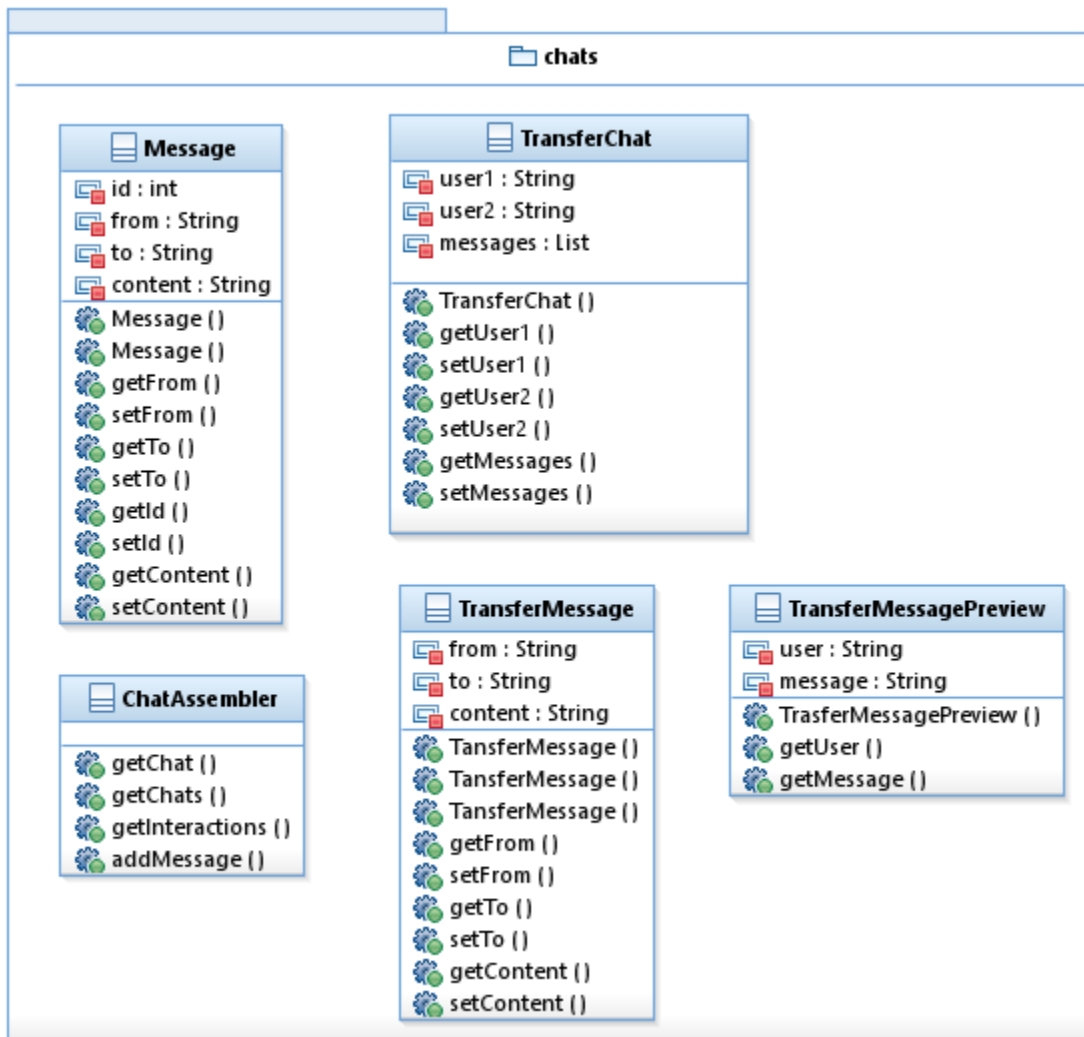 chats
Message
id : int
from : String
to : String
content : String
Message ()
Message ()
getFrom ()
setFrom ()
getTo ()
setTo ()
getId ()
setId ()
getContent ()
setContent ()
TransferChat
user1 : String
user2 : String
messages : List
TransferChat ()
getUser1 ()
setUser1 ()
getUser2 ()
setUser2 ()
getMessages ()
setMessages ()
ChatAssembler
getChat ()
getChats ()
getInteractions ()
addMessage ()
TransferMessage
from : String
to : String
content : String
TansferMessage ()
TansferMessage ()
TansferMessage ()
getFrom ()
setFrom ()
getTo ()
setTo ()
getContent ()
setContent ()
TransferMessagePreview
user : String
message : String
TrasferMessagePreview ()
getUser ()
getMessage ()